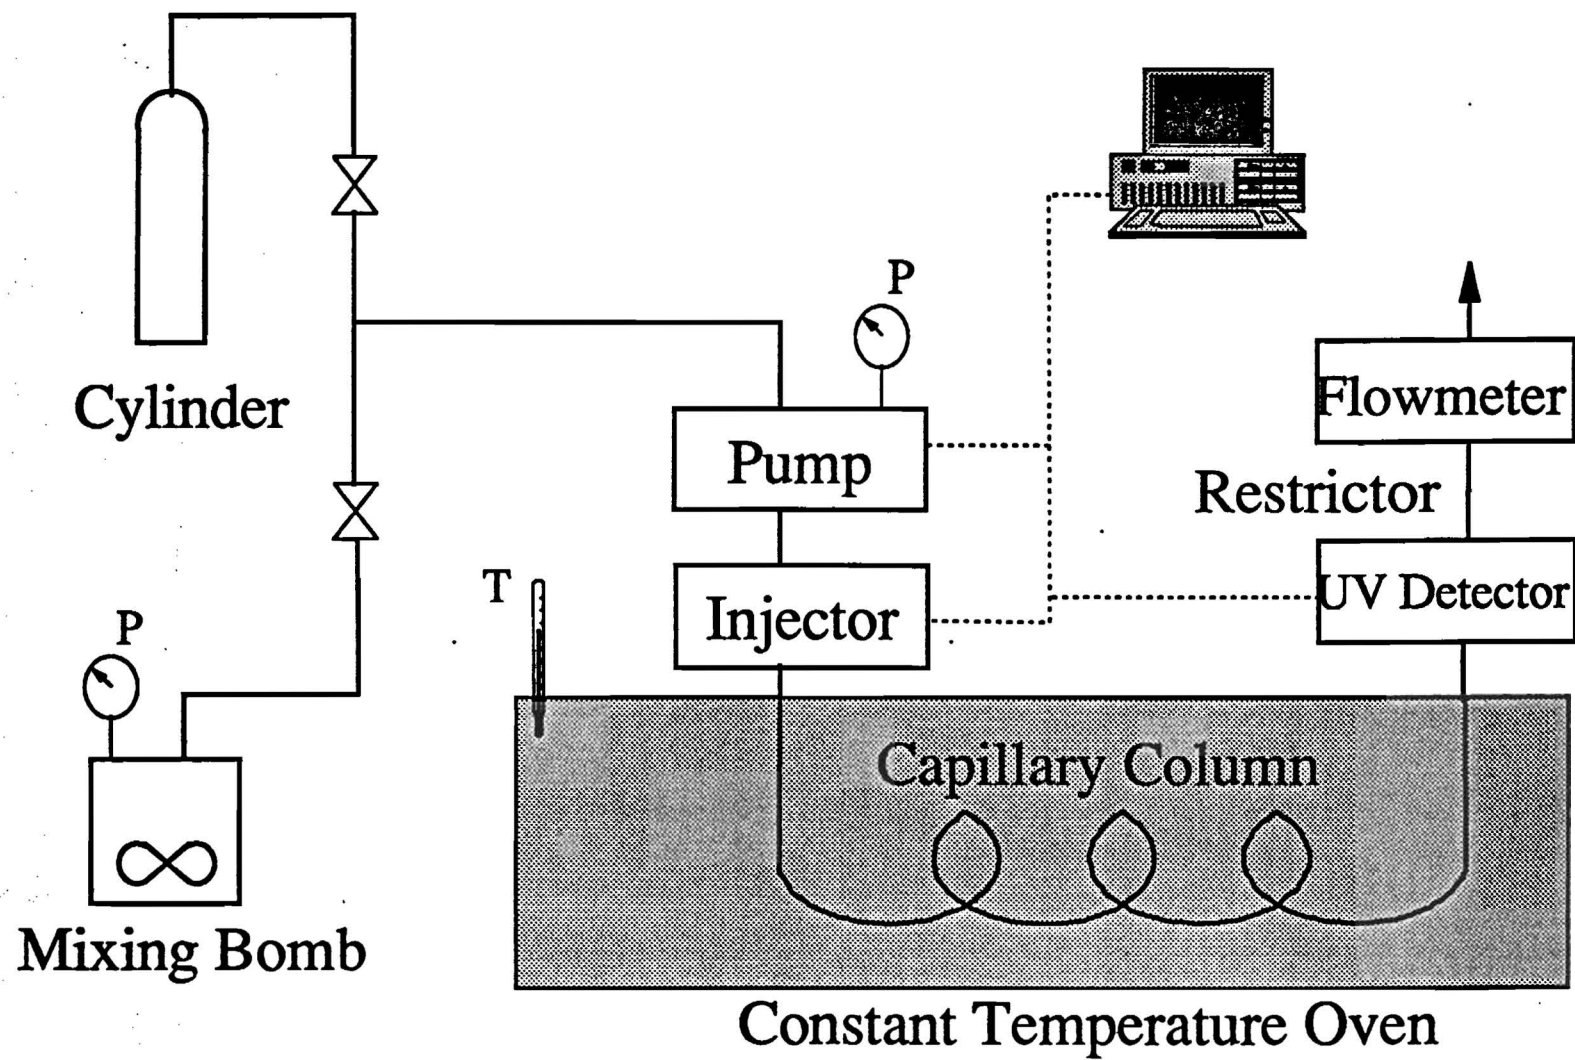 P
Cylinder
Pump
Flowmeter
Restrictor
T
Injector
UV Detector
P
Capillary Column
Mixing Bomb
Constant Temperature Oven